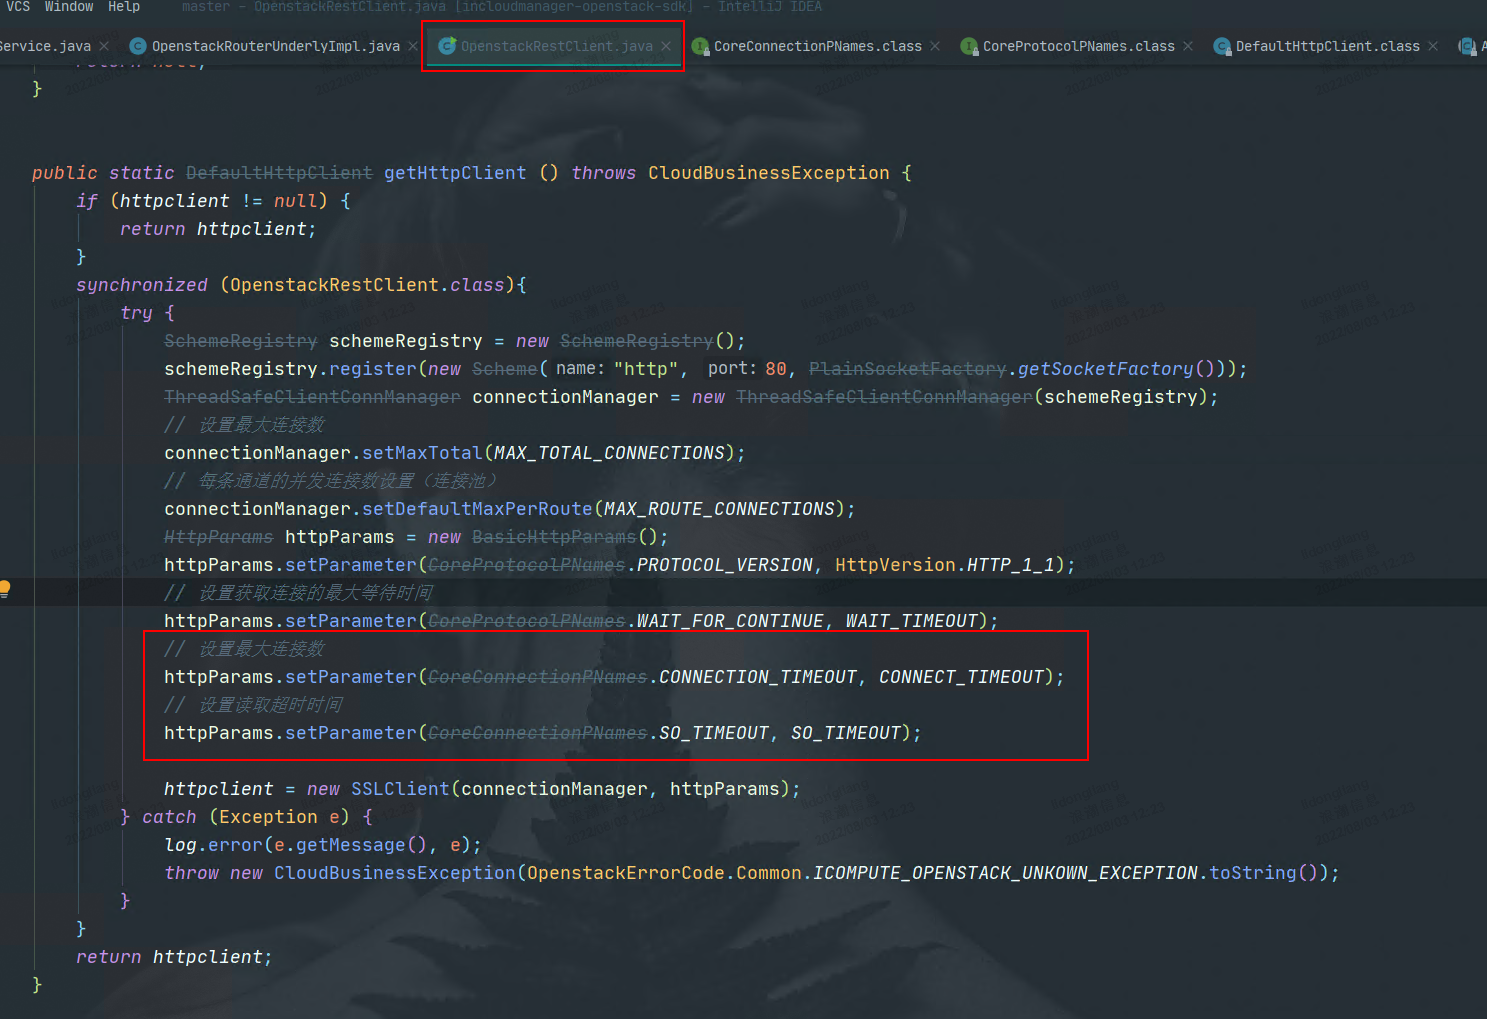 VCS Window Help master – OpenstackRestClient.java [incloudmanager-openstack-sdk] – IntelliJ IDEA
Service.java OpenstackRouterUnderlyImpl.java OpenstackRestClient.java CoreConnectionPNames.class CoreProtocolPNames.class DefaultHttpClient.class A
return null;
}
public static DefaultHttpClient getHttpClient () throws CloudBusinessException {
if (httpclient != null) {
return httpclient;
}
synchronized (OpenstackRestClient.class){
try {
SchemeRegistry schemeRegistry = new SchemeRegistry();
schemeRegistry.register(new Scheme( name: "http", port: 80, PlainSocketFactory.getSocketFactory()));
ThreadSafeClientConnManager connectionManager = new ThreadSafeClientConnManager(schemeRegistry);
// 设置最大连接数
connectionManager.setMaxTotal(MAX_TOTAL_CONNECTIONS);
// 每条通道的并发连接数设置（连接池）
connectionManager.setDefaultMaxPerRoute(MAX_ROUTE_CONNECTIONS);
HttpParams httpParams = new BasicHttpParams();
httpParams.setParameter(CoreProtocolPNames.PROTOCOL_VERSION, HttpVersion.HTTP_1_1);
// 设置获取连接的最大等待时间
httpParams.setParameter(CoreProtocolPNames.WAIT_FOR_CONTINUE, WAIT_TIMEOUT);
// 设置最大连接数
httpParams.setParameter(CoreConnectionPNames.CONNECTION_TIMEOUT, CONNECT_TIMEOUT);
// 设置读取超时时间
httpParams.setParameter(CoreConnectionPNames.SO_TIMEOUT, SO_TIMEOUT);
httpclient = new SSLClient(connectionManager, httpParams);
} catch (Exception e) {
log.error(e.getMessage(), e);
throw new CloudBusinessException(OpenstackErrorCode.Common.ICOMPUTE_OPENSTACK_UNKOWN_EXCEPTION.toString());
}
}
return httpclient;
}